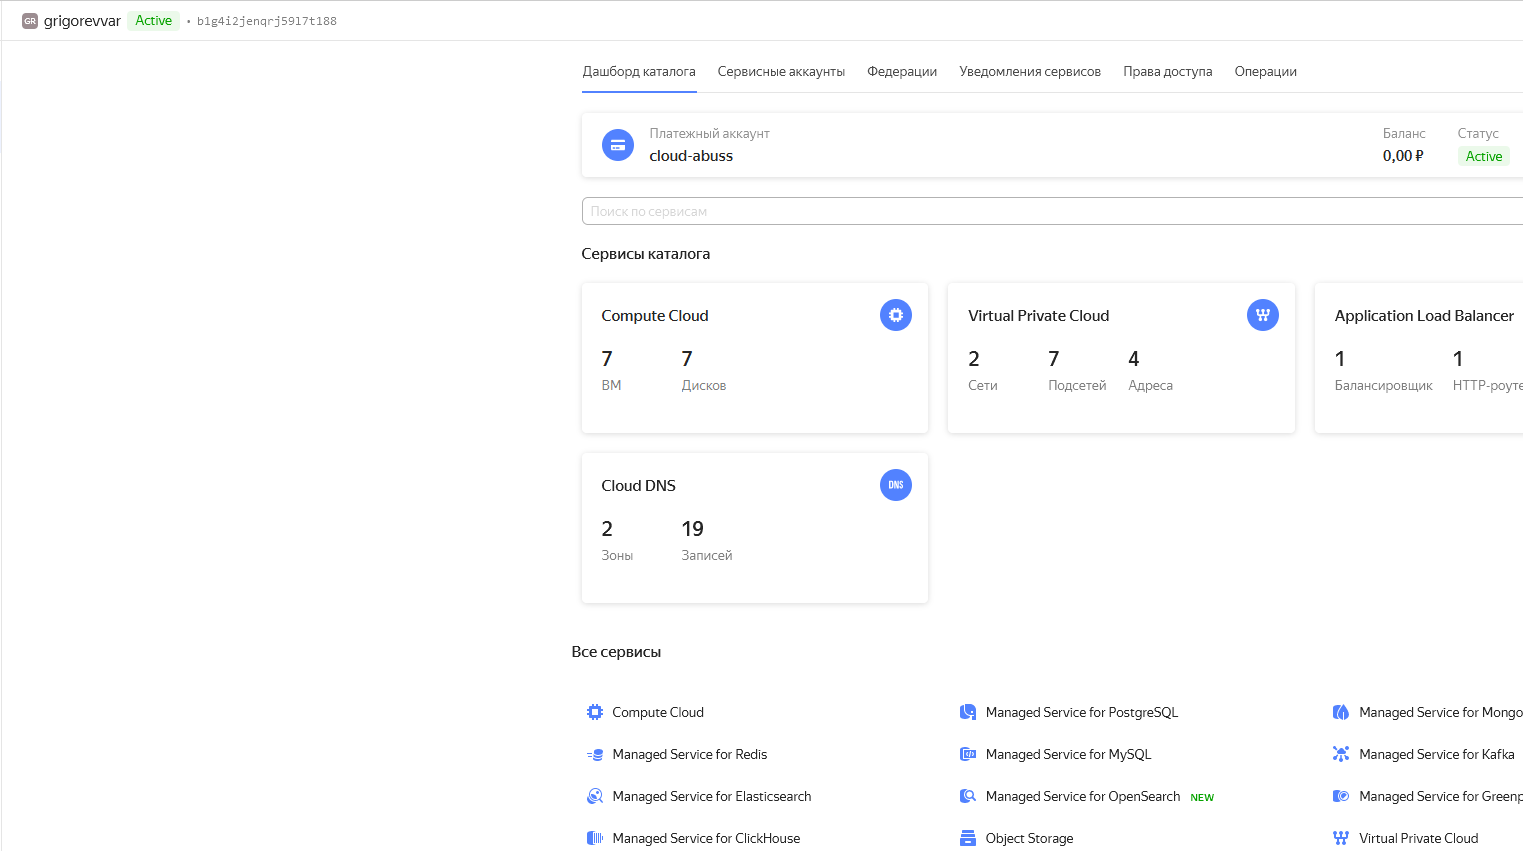 GR grigorevvar Active • b1g4i2jenqrj5917t188
Дашборд каталога Сервисные аккаунты Федерации Уведомления сервисов Права доступа Операции
Платежный аккаунт Баланс Статус
cloud-abuss 0,00 ₽ Active
Поиск по сервисам
Сервисы каталога
Compute Cloud Virtual Private Cloud Application Load Balancer
7 7 2 7 4 1 1
ВМ Дисков Сети Подсетей Адреса Балансировщик HTTP-роуте
Cloud DNS DNS
2 19
Зоны Записей
Все сервисы
Compute Cloud Managed Service for PostgreSQL Managed Service for Mongo
Managed Service for Redis Managed Service for MySQL Managed Service for Kafka
Managed Service for Elasticsearch Managed Service for OpenSearch NEW Managed Service for Greenp
Managed Service for ClickHouse Object Storage Virtual Private Cloud